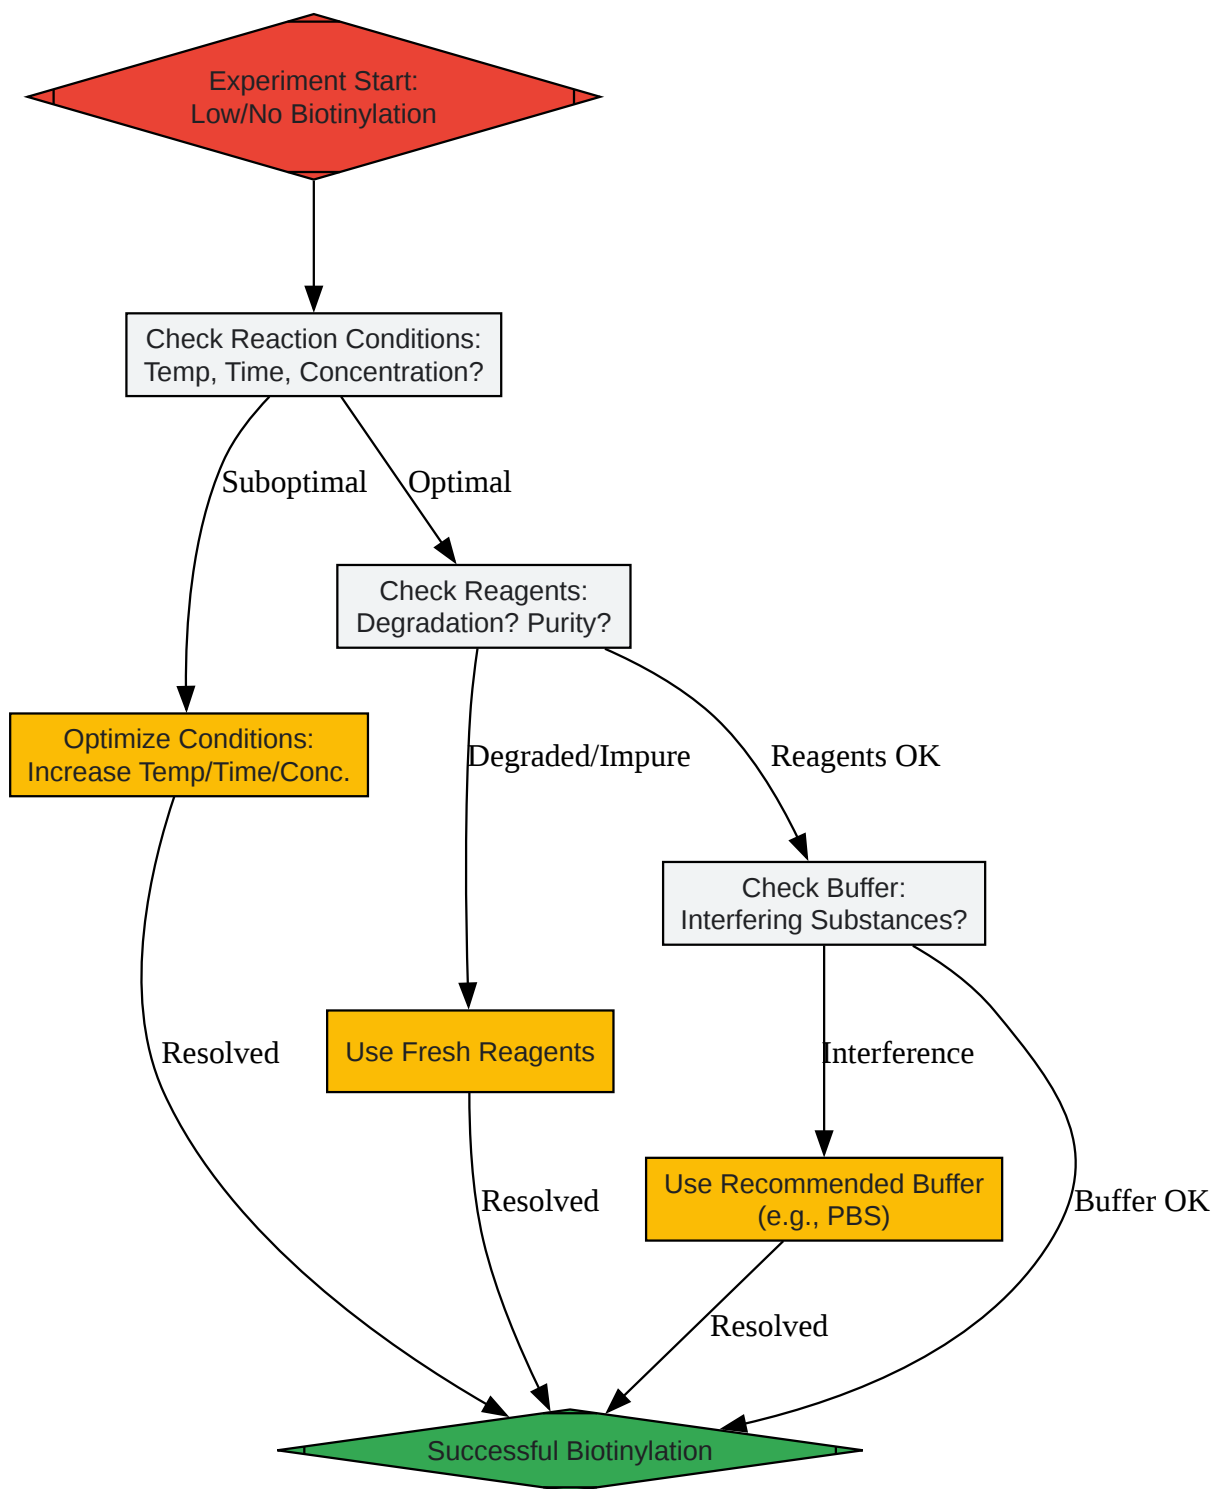 Experiment Start:
Low/No Biotinylation
Check Reaction Conditions:
Temp, Time, Concentration?
Suboptimal
Optimal
Check Reagents:
Degradation? Purity?
Optimize Conditions:
Increase Temp/Time/Conc.
Degraded/Impure
Reagents OK
Check Buffer:
Interfering Substances?
Resolved
Use Fresh Reagents
Interference
Use Recommended Buffer
(e.g., PBS)
Resolved
Buffer OK
Resolved
Successful Biotinylation